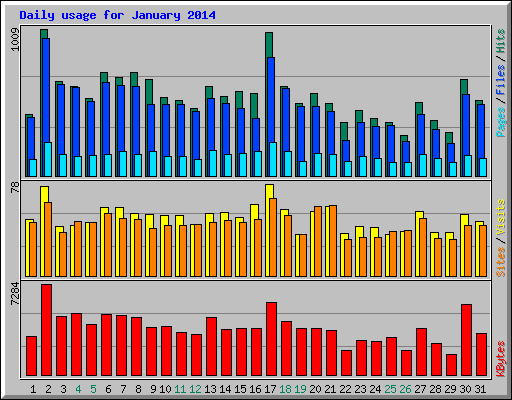 Daily usage for January 2014
1009
Pages / Files / Hits
78
Sites / Visits
7284
KBytes
1 2 3 4 5 6 7 8 9 10 11 12 13 14 15 16 17 18 19 20 21 22 23 24 25 26 27 28 29 30 31